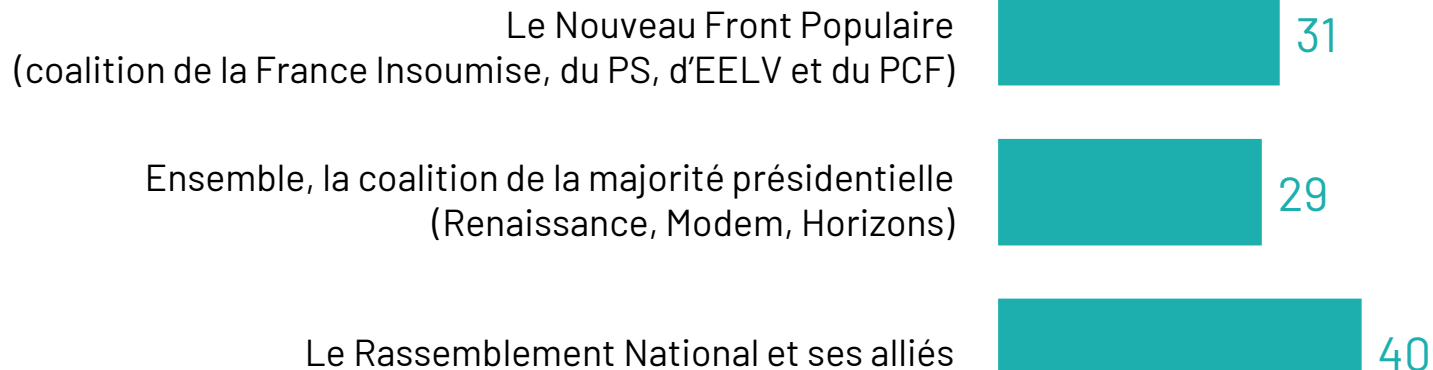 Le Nouveau Front Populaire
(coalition de la France Insoumise, du PS, d’EELV et du PCF)
31
Ensemble, la coalition de la majorité présidentielle
(Renaissance, Modem, Horizons)
29
Le Rassemblement National et ses alliés
40